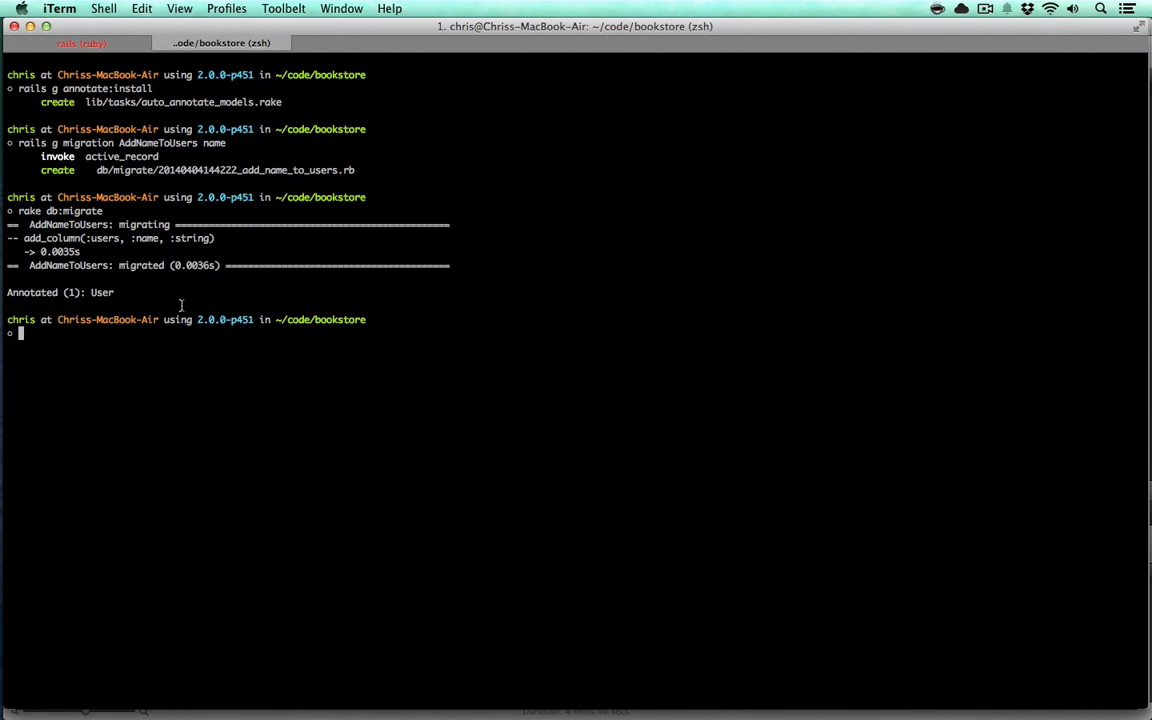 iTerm Shell Edit View Profiles Toolbelt Window Help
1. chris@Chriss-MacBook-Air: ~/code/bookstore (zsh)
rails (ruby) ..ode/bookstore (zsh)
chris at Chriss-MacBook-Air using 2.0.0-p451 in ~/code/bookstore
○ rails g annotate:install
create lib/tasks/auto_annotate_models.rake
chris at Chriss-MacBook-Air using 2.0.0-p451 in ~/code/bookstore
○ rails g migration AddNameToUsers name
invoke active_record
create db/migrate/20140404144222_add_name_to_users.rb
chris at Chriss-MacBook-Air using 2.0.0-p451 in ~/code/bookstore
○ rake db:migrate
== AddNameToUsers: migrating ==================================================
-- add_column(:users, :name, :string)
-> 0.0035s
== AddNameToUsers: migrated (0.0036s) =========================================
Annotated (1): User
chris at Chriss-MacBook-Air using 2.0.0-p451 in ~/code/bookstore
○
Duration: 4 mins 46 secs